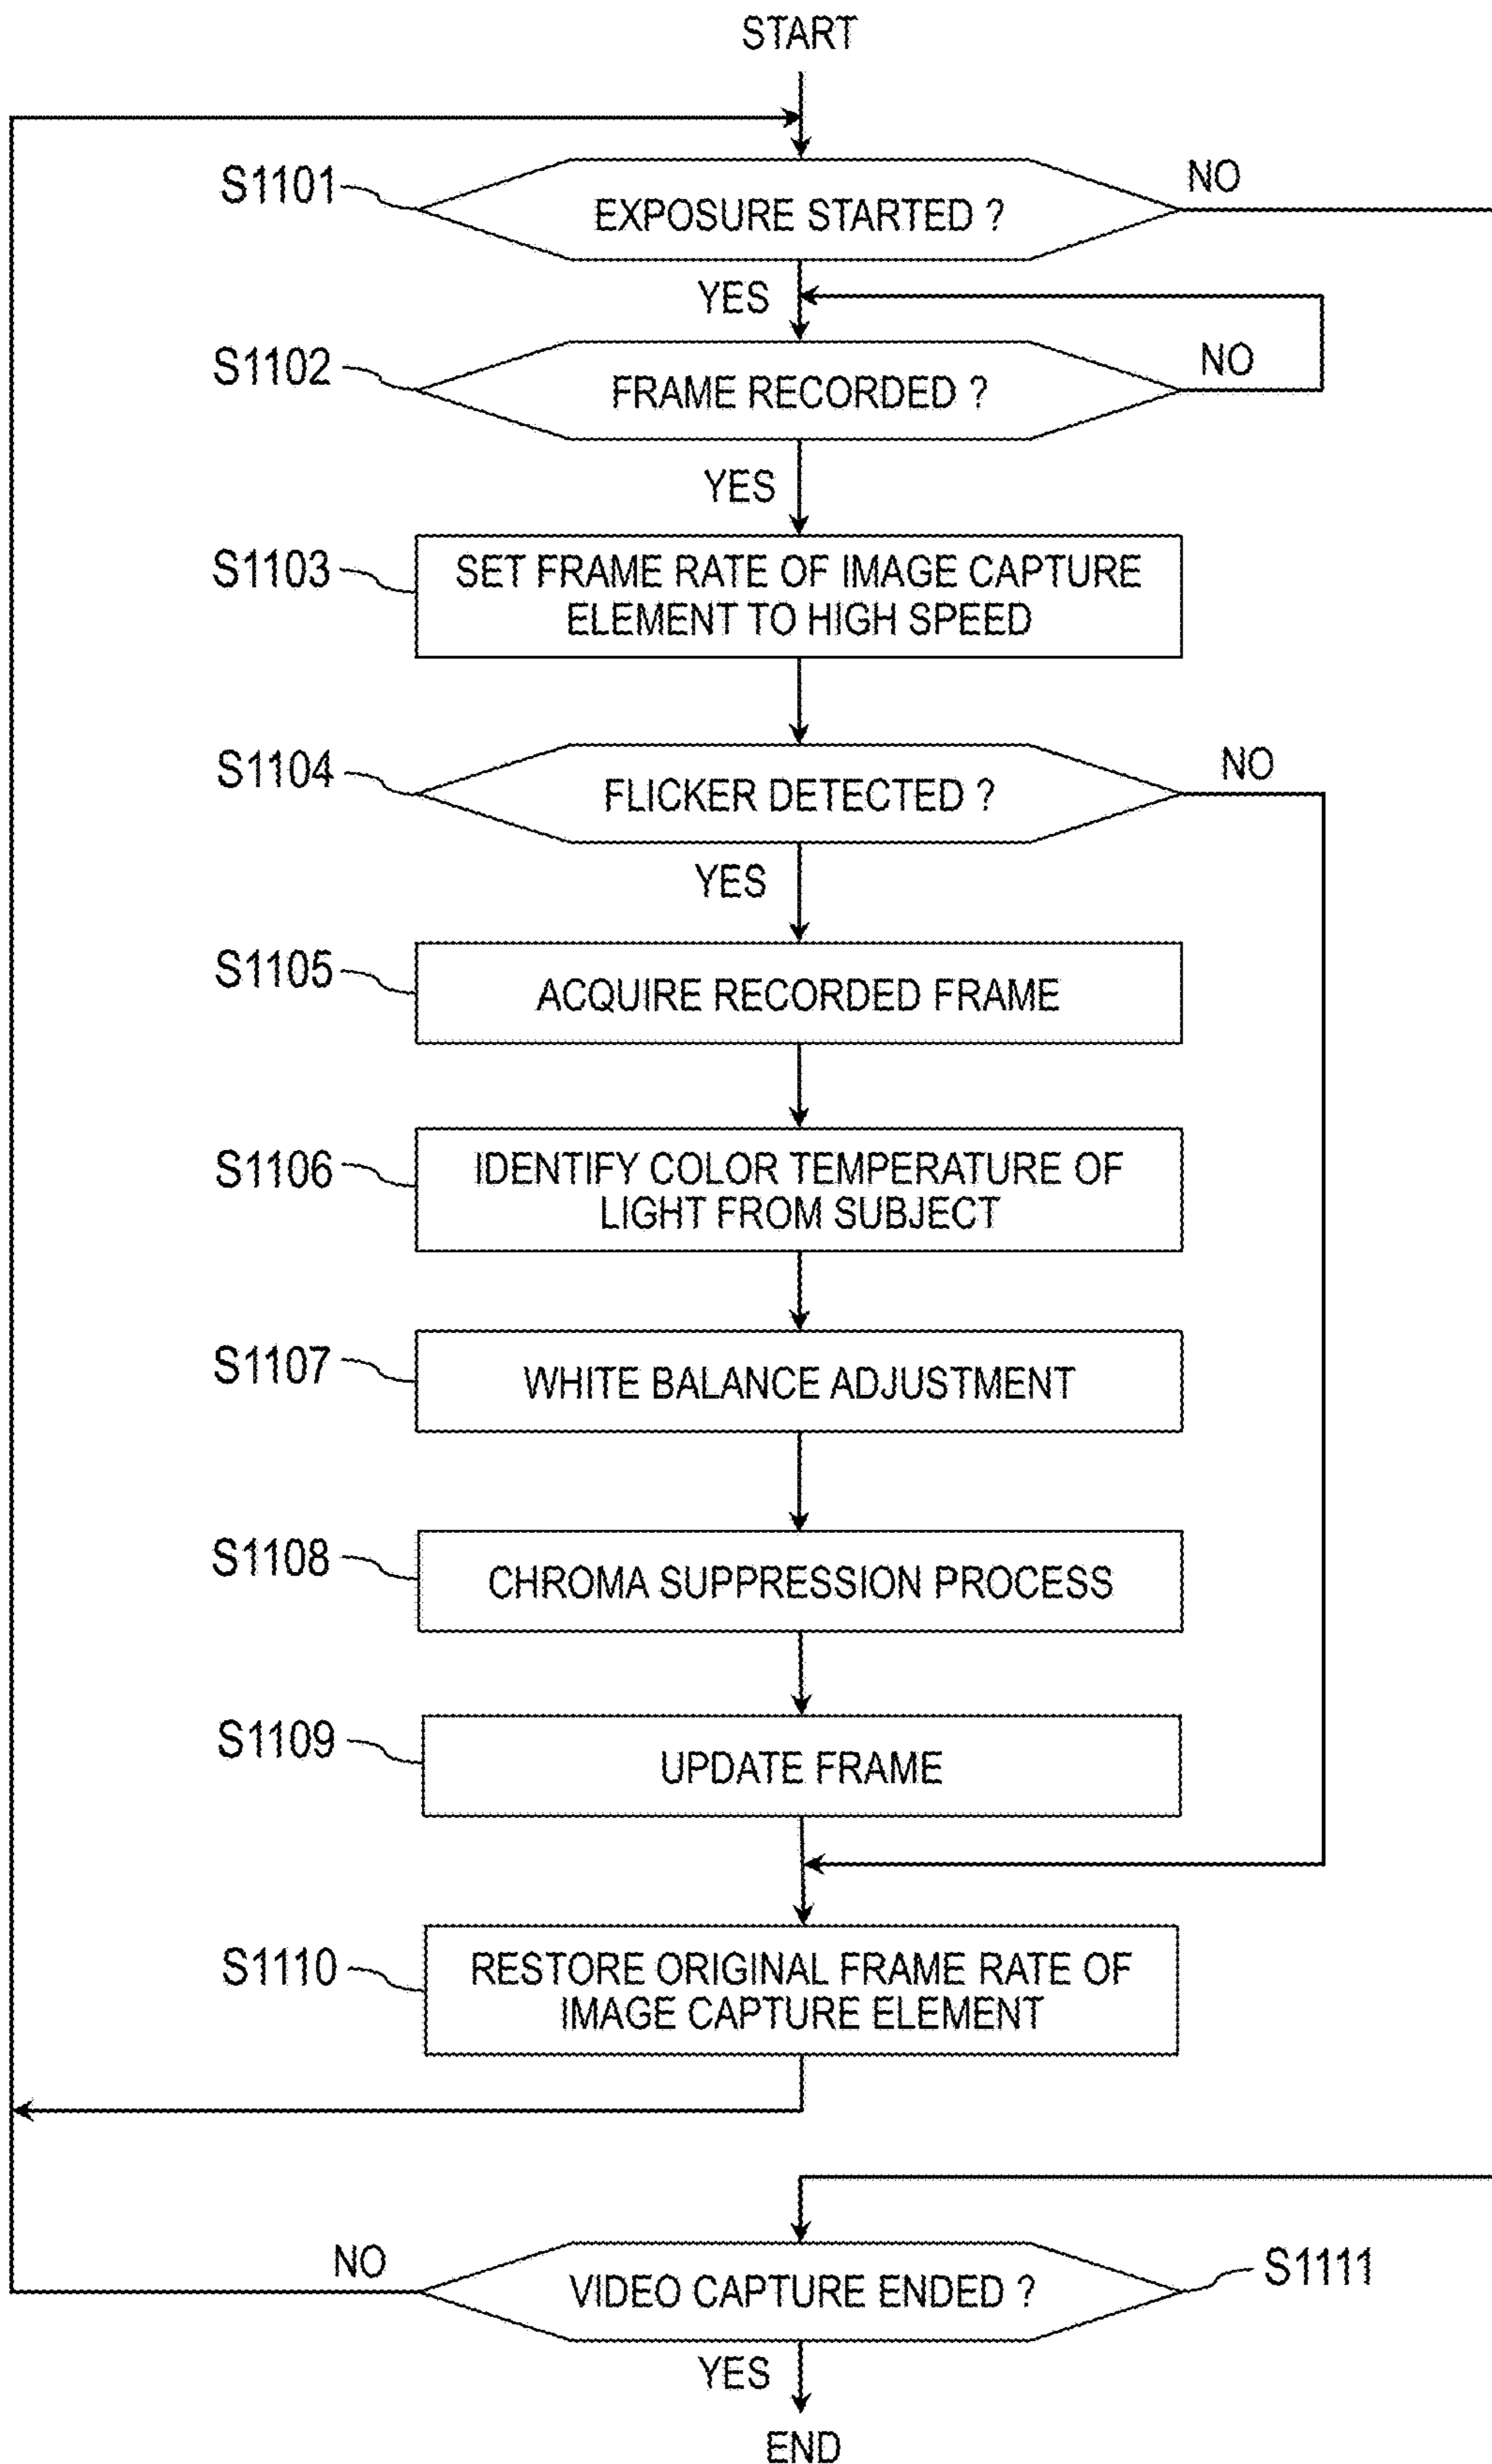 START
S1101
EXPOSURE STARTED ?
NO
YES
S1102
FRAME RECORDED ?
NO
YES
S1103
SET FRAME RATE OF IMAGE CAPTURE
ELEMENT TO HIGH SPEED
S1104
FLICKER DETECTED ?
NO
YES
S1105
ACQUIRE RECORDED FRAME
S1106
IDENTIFY COLOR TEMPERATURE OF
LIGHT FROM SUBJECT
S1107
WHITE BALANCE ADJUSTMENT
S1108
CHROMA SUPPRESSION PROCESS
S1109
UPDATE FRAME
S1110
RESTORE ORIGINAL FRAME RATE OF
IMAGE CAPTURE ELEMENT
NO
VIDEO CAPTURE ENDED ?
S1111
YES
END